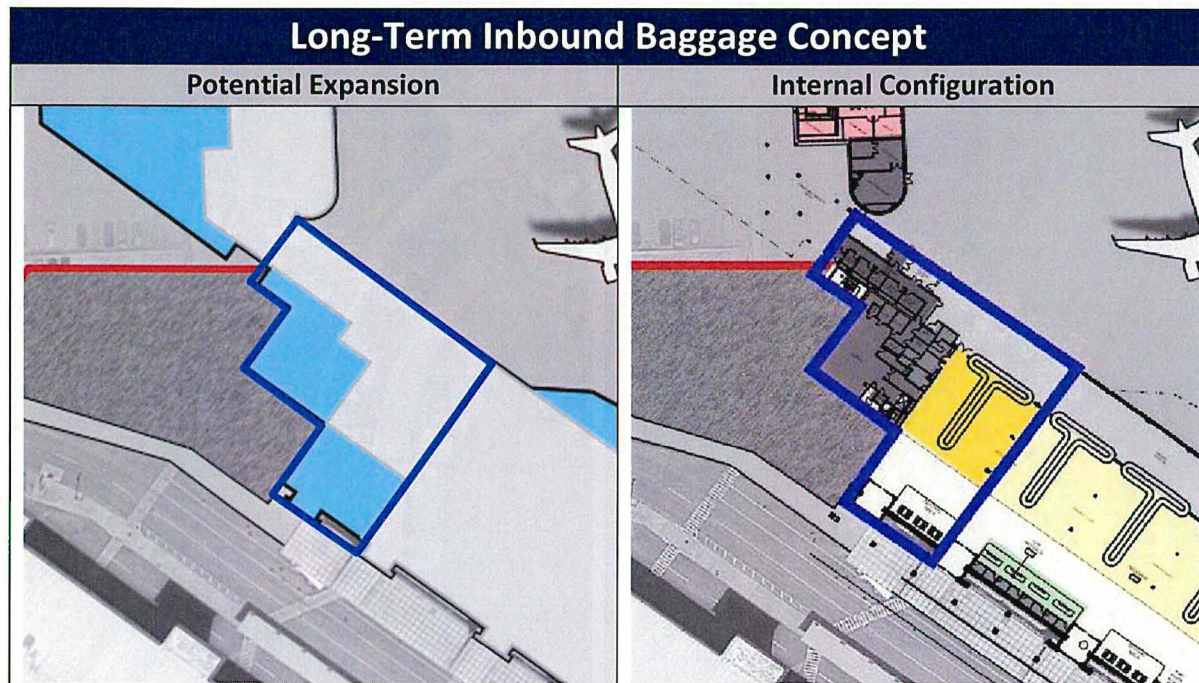 Long-Term Inbound Baggage Concept
Potential Expansion
Internal Configuration